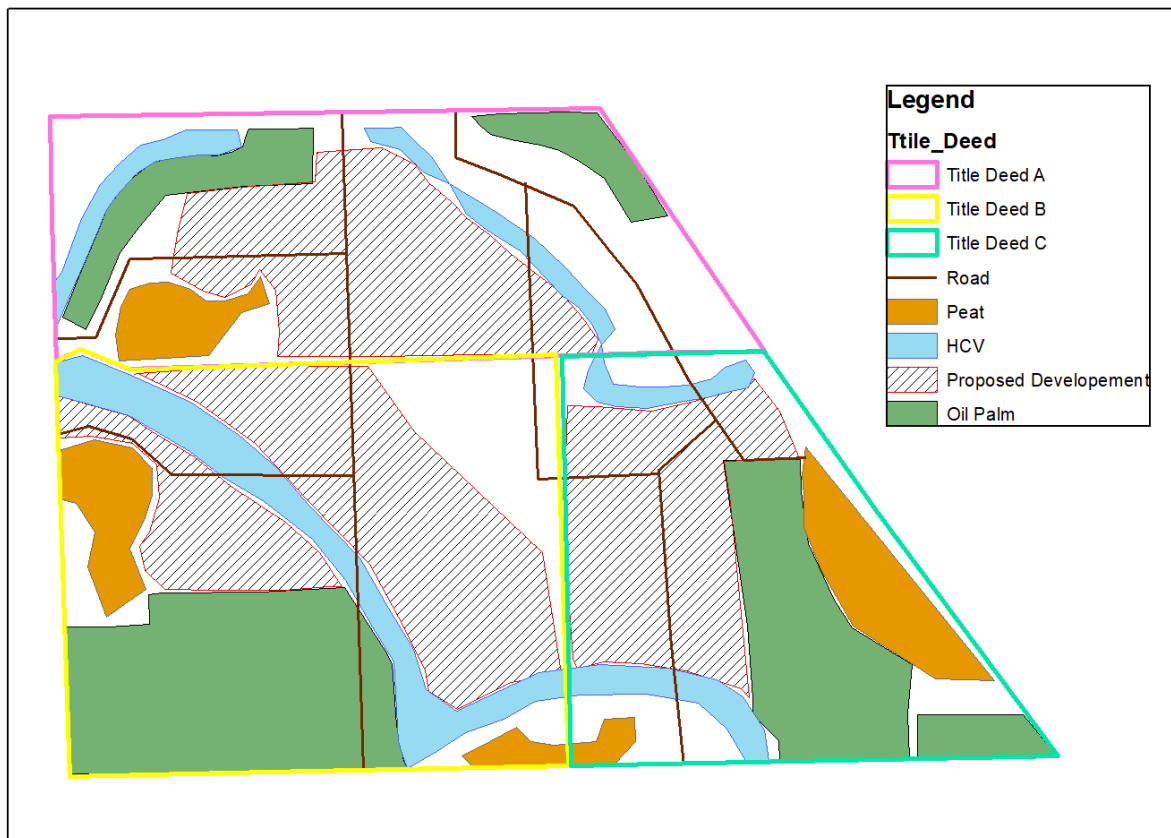 Legend
Ttile_Deed
Title Deed A
Title Deed B
Title Deed C
Road
Peat
HCV
Proposed Developement
Oil Palm